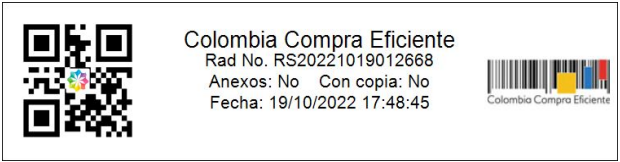 Colombia Compra Eficiente
Rad No. RS20221019012668
Anexos: No Con copia: No
Fecha: 19/10/2022 17:48:45
Colombia Compra Eficiente